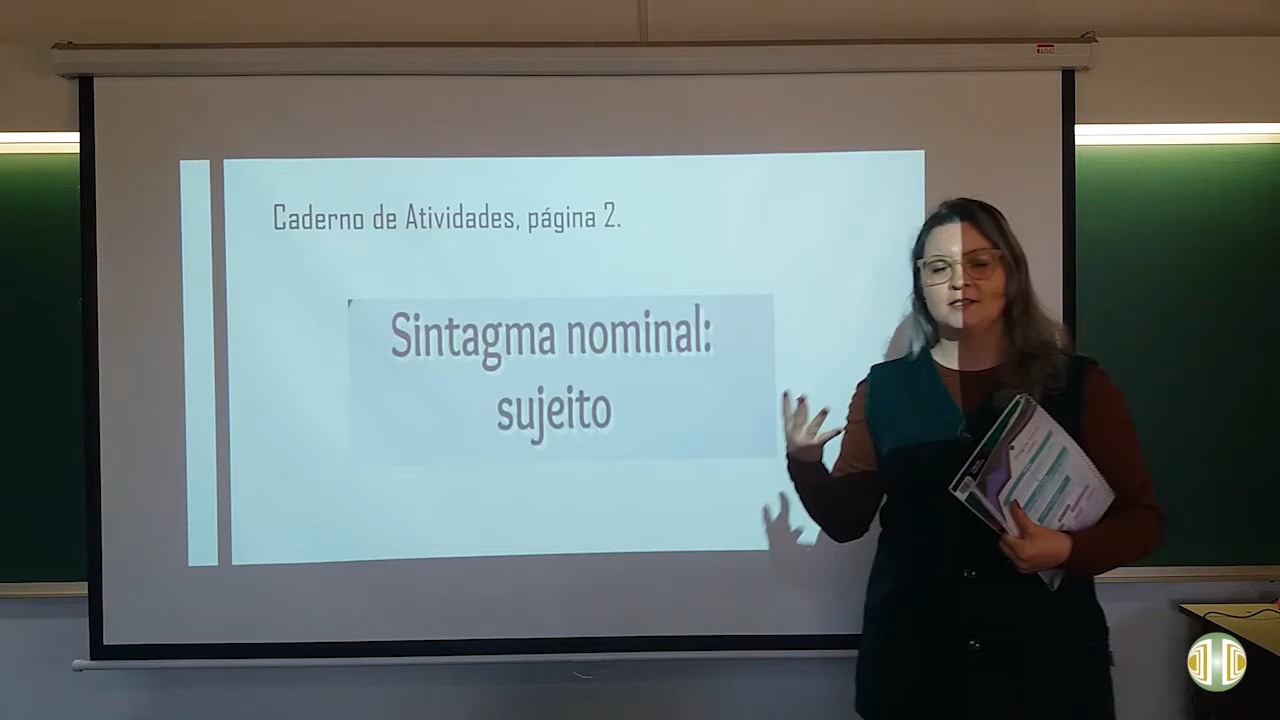 Caderno de Atividades, página 2.
Sintagma nominal:
sujeito